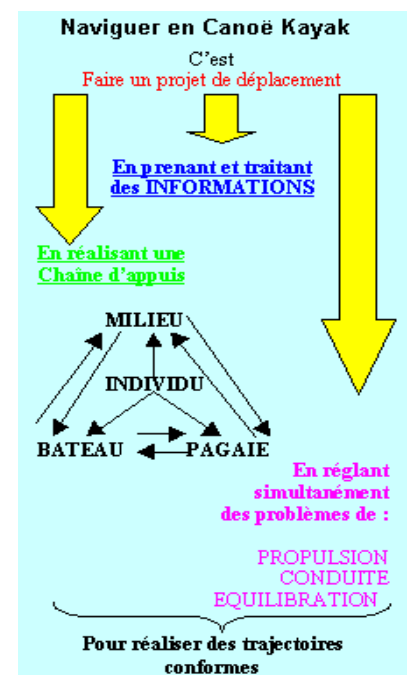 Naviguer en Canoë Kayak
C'est
Faire un projet de déplacement
En prenant et traitant
des INFORMATIONS
En réalisant une
Chaîne d'appuis
MILIEU
INDIVIDU
BATEAU PAGAIE
En réglant
simultanément
des problèmes de :
PROPULSION
CONDUITE
EQUILIBRATION
Pour réaliser des trajectoires
conformes